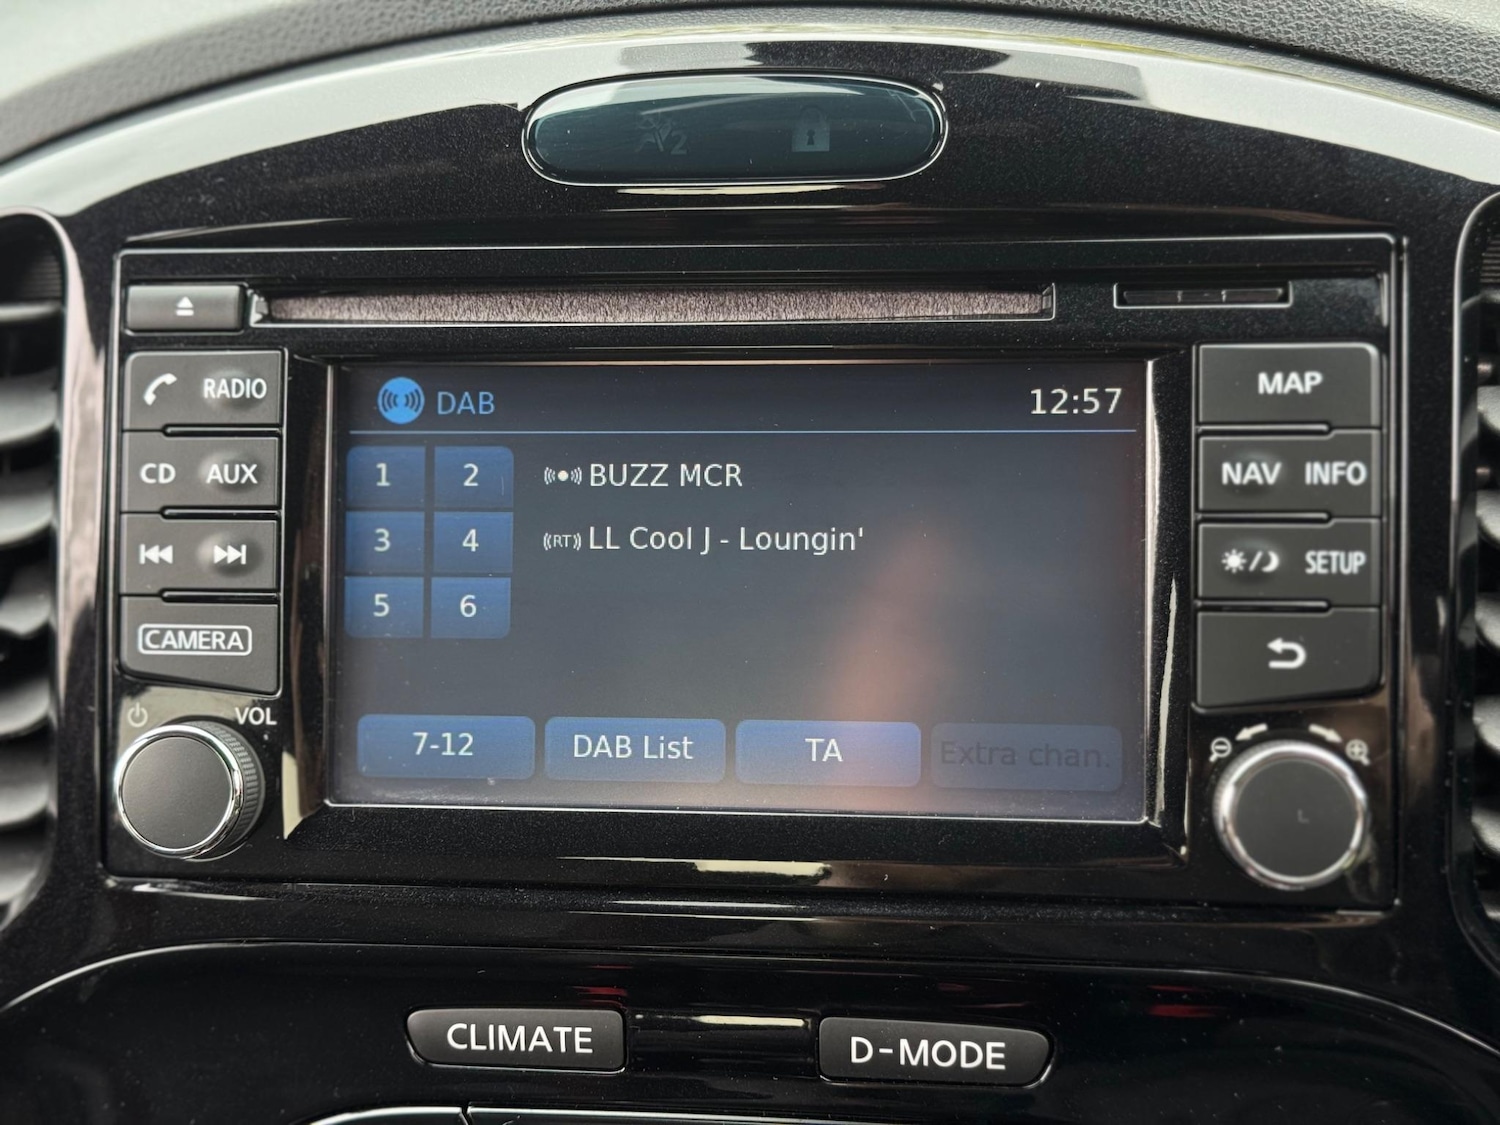 2
RADIO
CD AUX
CAMERA
VOL
DAB 12:57
1 2
3 4
5 6
BUZZ MCR
(RT) LL Cool J - Loungin'
7-12 DAB List TA Extra chan.
MAP
NAV INFO
SETUP
CLIMATE
D-MODE